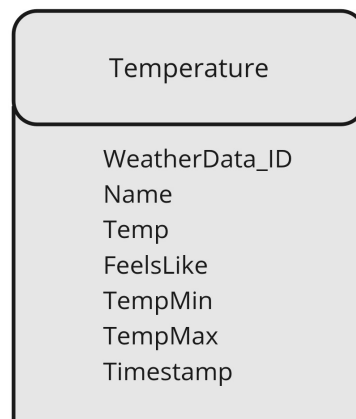 Temperature
WeatherData_ID
Name
Temp
FeelsLike
TempMin
TempMax
Timestamp